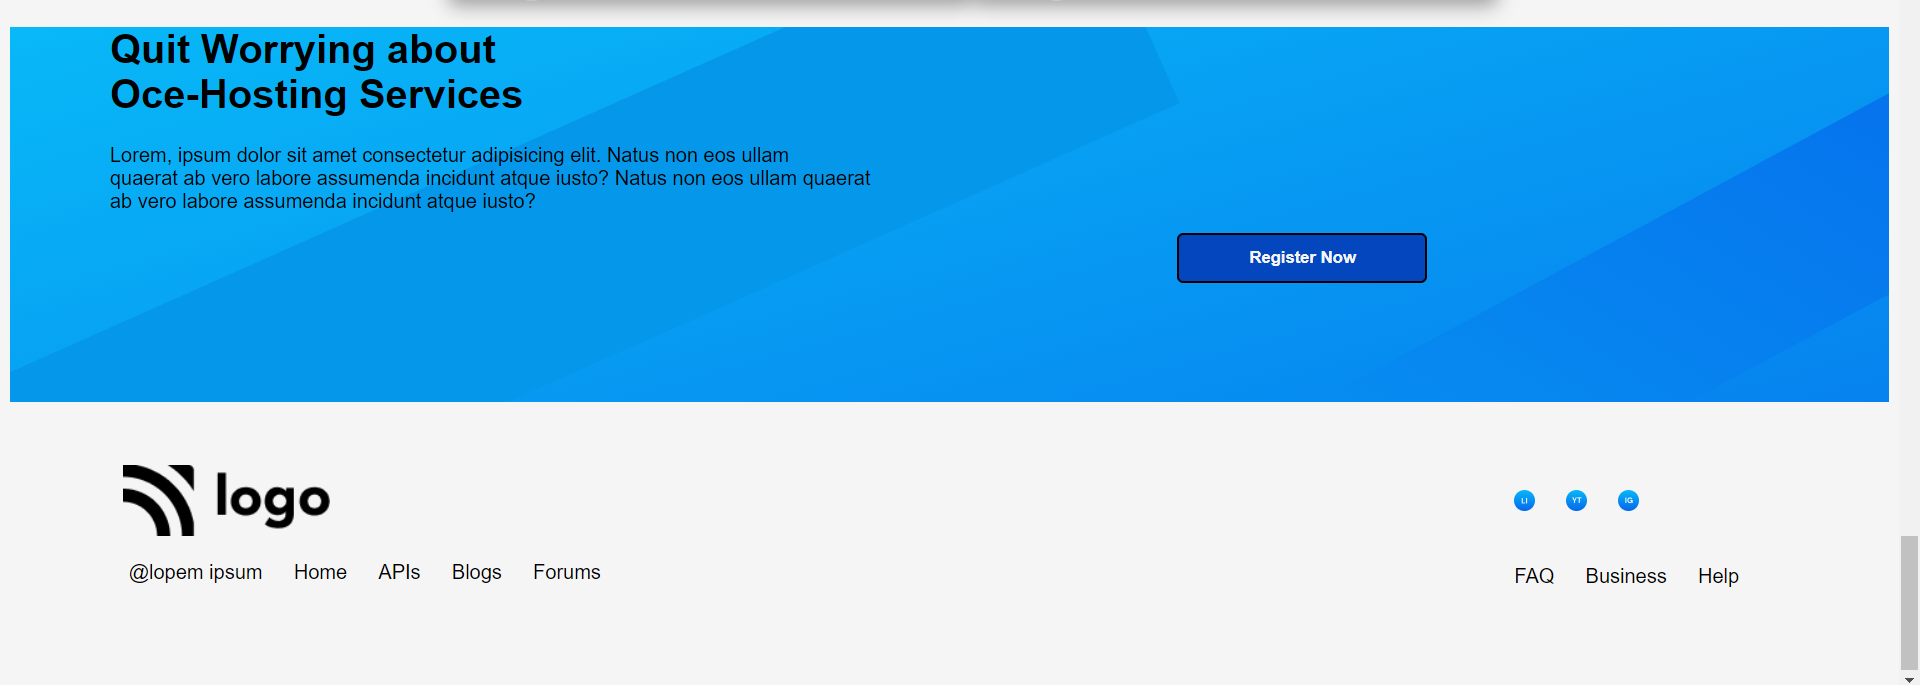 Quit Worrying about
Oce-Hosting Services
Lorem, ipsum dolor sit amet consectetur adipisicing elit. Natus non eos ullam
quaerat ab vero labore assumenda incidunt atque iusto? Natus non eos ullam quaerat
ab vero labore assumenda incidunt atque iusto?
Register Now
logo
LI YT IG
@lopem ipsum Home APIs Blogs Forums
FAQ Business Help